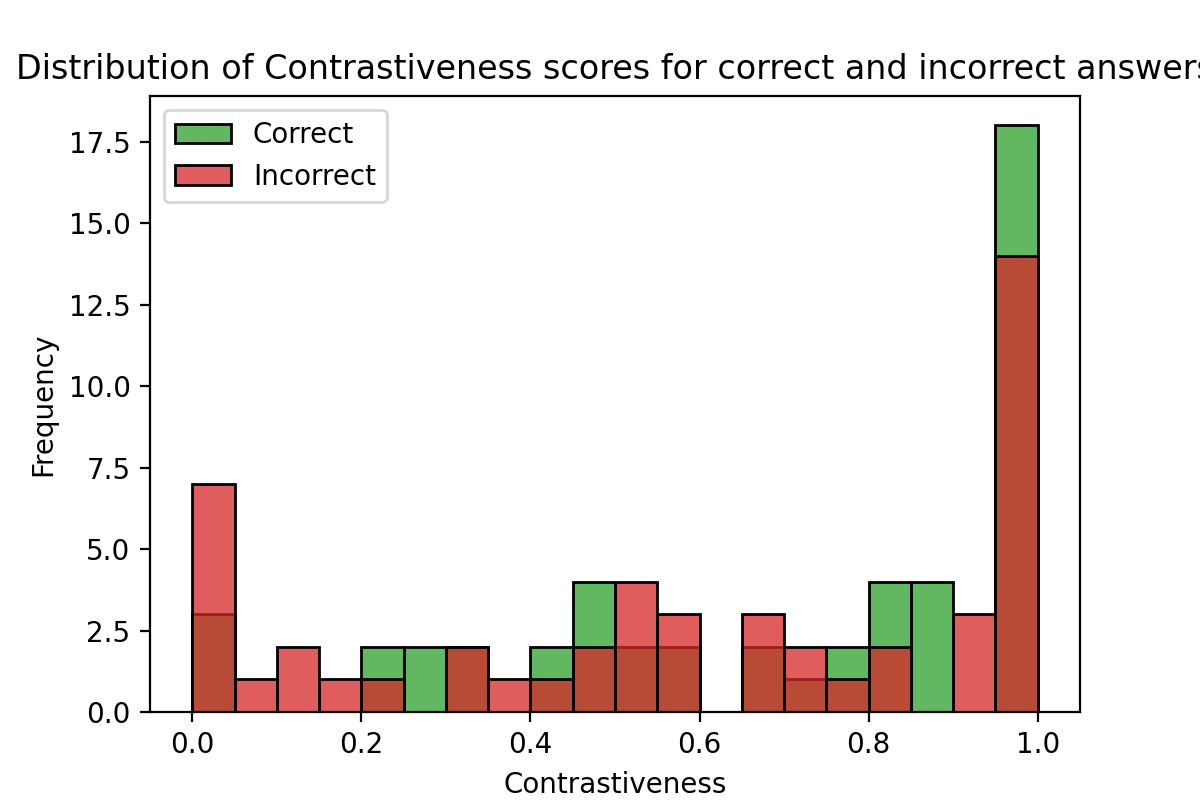 Distribution of Contrastiveness scores for correct and incorrect answers
Correct
Incorrect
17.5
15.0
12.5
10.0
7.5
5.0
2.5
0.0
Frequency
0.0 0.2 0.4 0.6 0.8 1.0
Contrastiveness